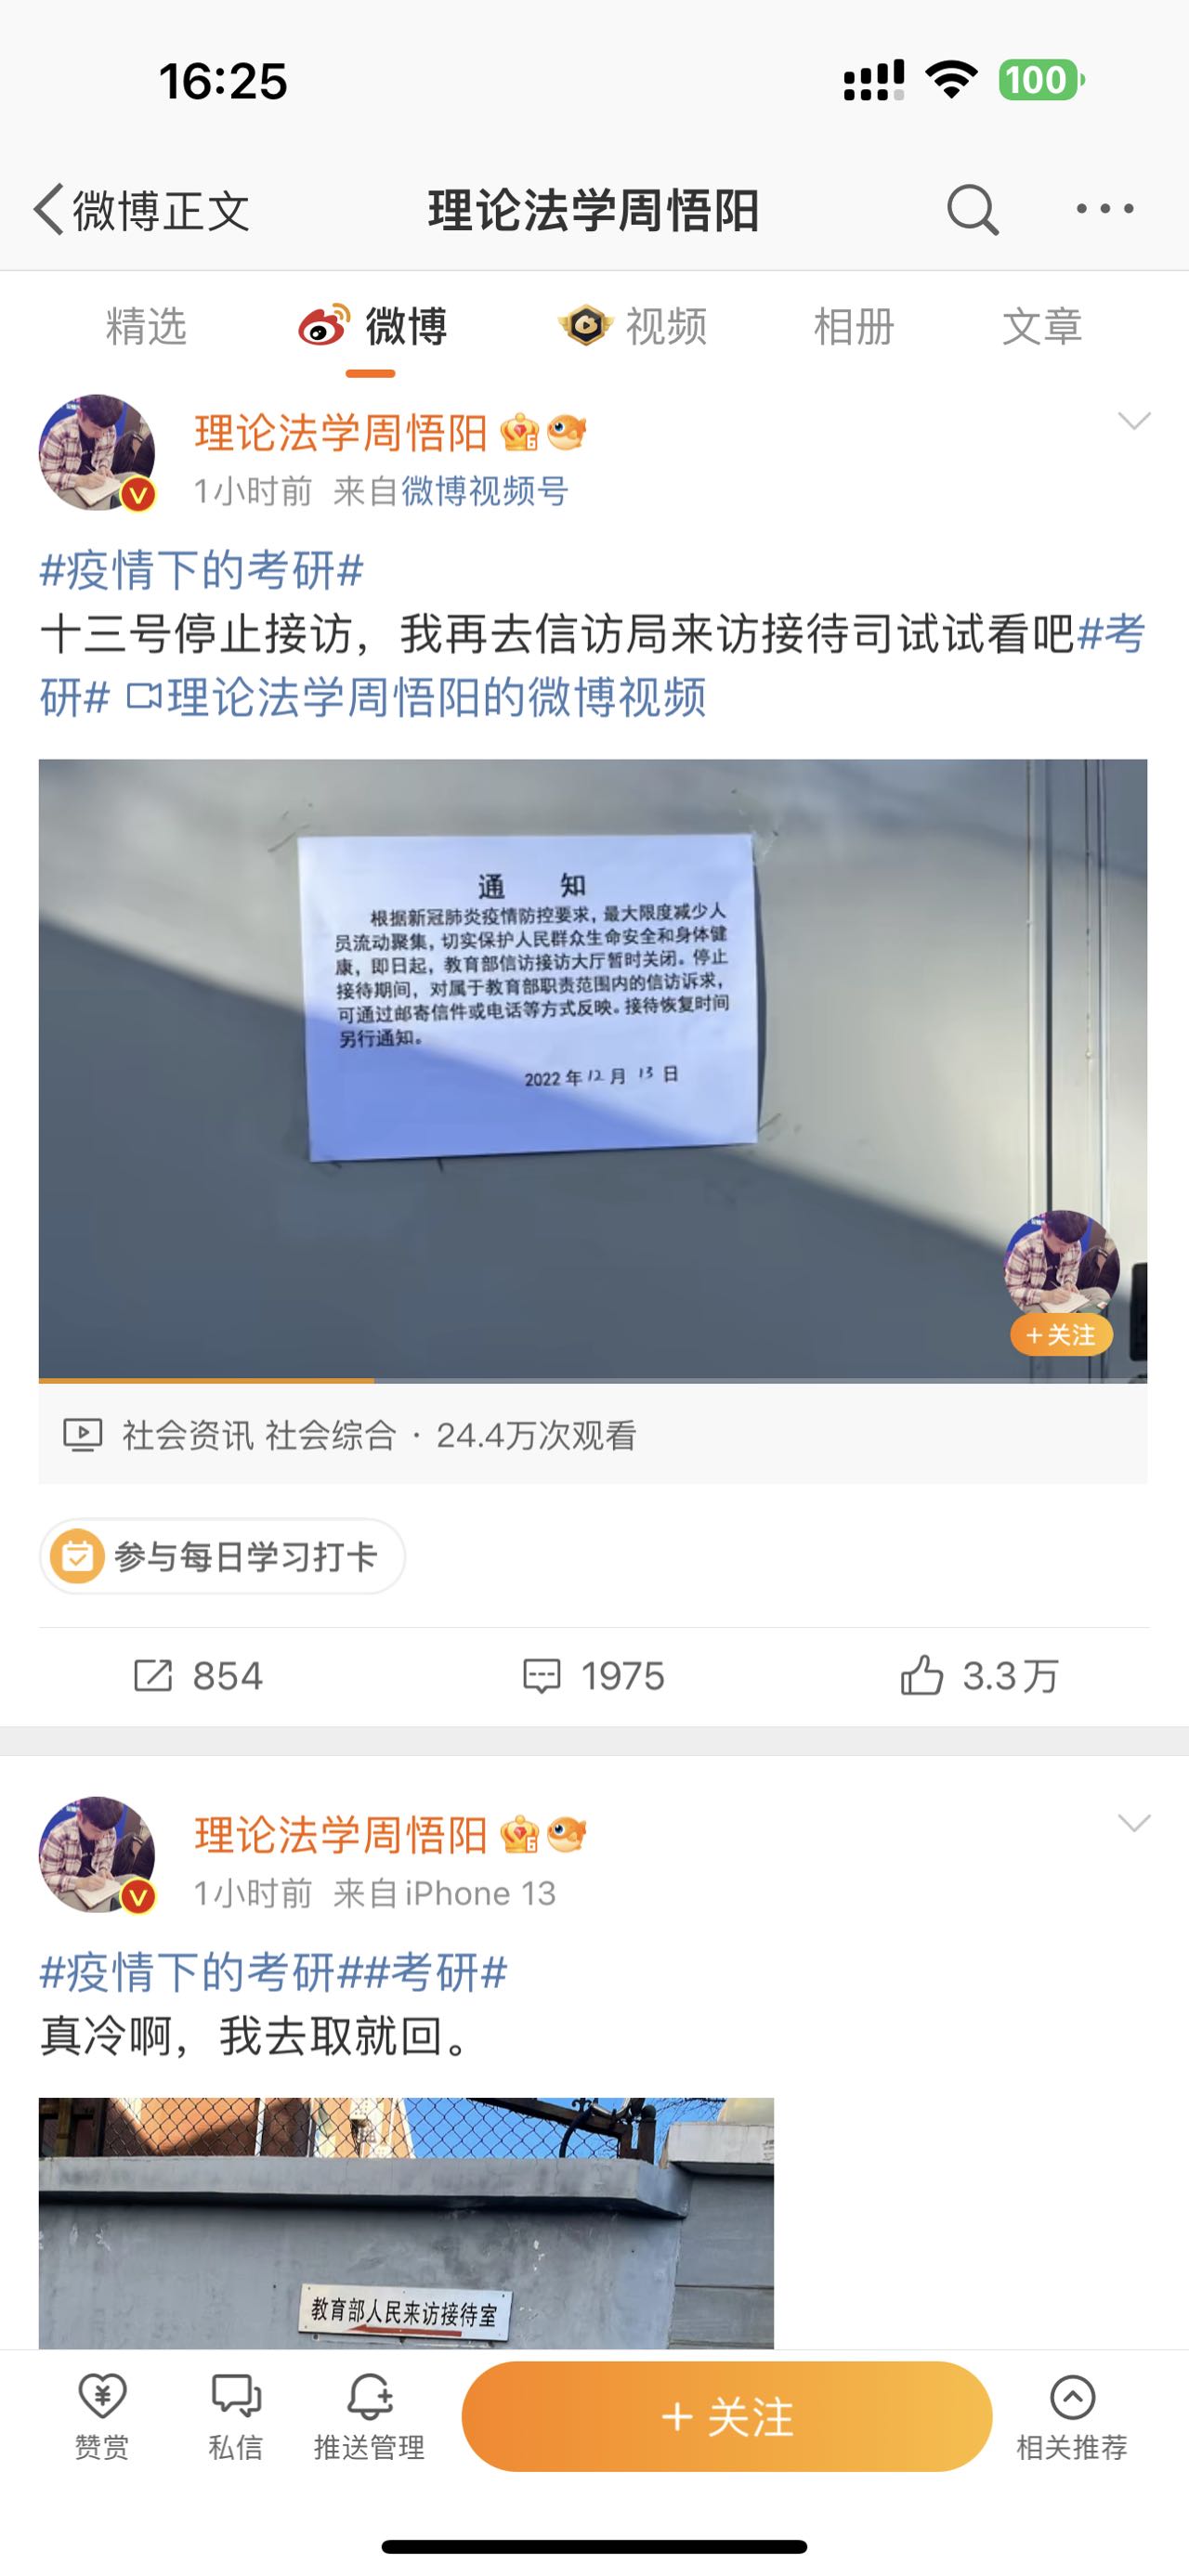 16:25
100
微博正文
理论法学周悟阳
精选
微博
视频
相册
文章
理论法学周悟阳
1小时前 来自微博视频号
#疫情下的考研#
十三号停止接访，我再去信访局来访接待司试试看吧#考
研# 理论法学周悟阳的微博视频
通 知
根据新冠肺炎疫情防控要求，最大限度减少人
员流动聚集，切实保护人民群众生命安全和身体健
康，即日起，教育部信访接访大厅暂时关闭。停止
接待期间，对属于教育部职责范围内的信访诉求，
可通过邮寄信件或电话等方式反映。接待恢复时间
另行通知。
2022年12月13日
+关注
社会资讯 社会综合 · 24.4万次观看
参与每日学习打卡
854
1975
3.3万
理论法学周悟阳
1小时前 来自iPhone 13
#疫情下的考研##考研#
真冷啊，我去取就回。
教育部人民来访接待室
赞赏
私信
推送管理
+ 关注
相关推荐